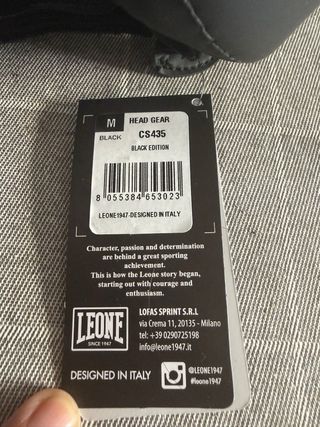 M
HEAD GEAR
BLACK
CS435
BLACK EDITION
8 055384 653023
LEONE1947-DESIGNED IN ITALY
Character, passion and determination
are behind a great sporting
achievement.
This is how the Leone story began,
starting out with courage and
enthusiasm.
LEONE
SINCE 1947
LOFAS SPRINT S.R.L
via Crema 11, 20135 - Milano
tel: +39 0290725198
info@leone1947.it
DESIGNED IN ITALY
@LEONE1947
#leone1947